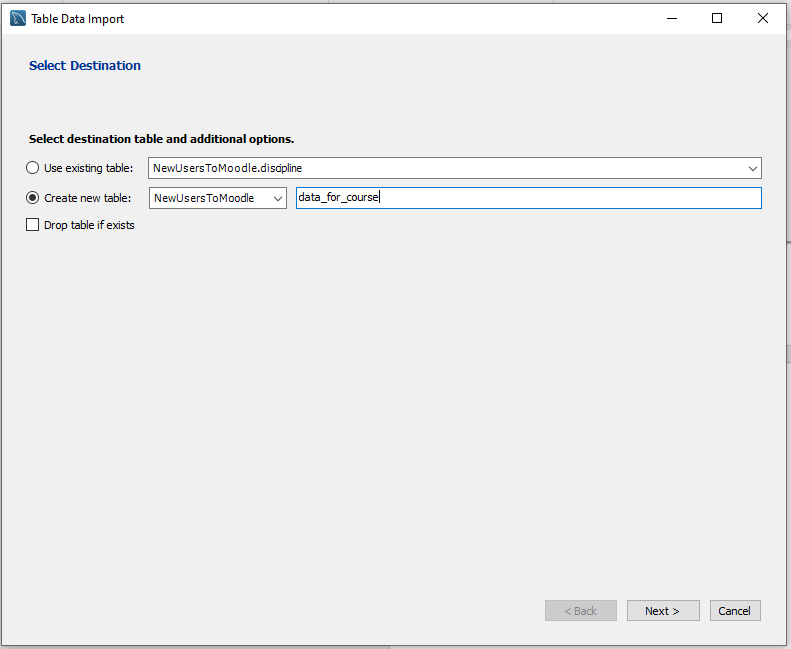 Table Data Import
Select Destination
Select destination table and additional options.
Use existing table: NewUsersToMoodle.discipline
Create new table: NewUsersToMoodle data_for_course
Drop table if exists
< Back Next > Cancel